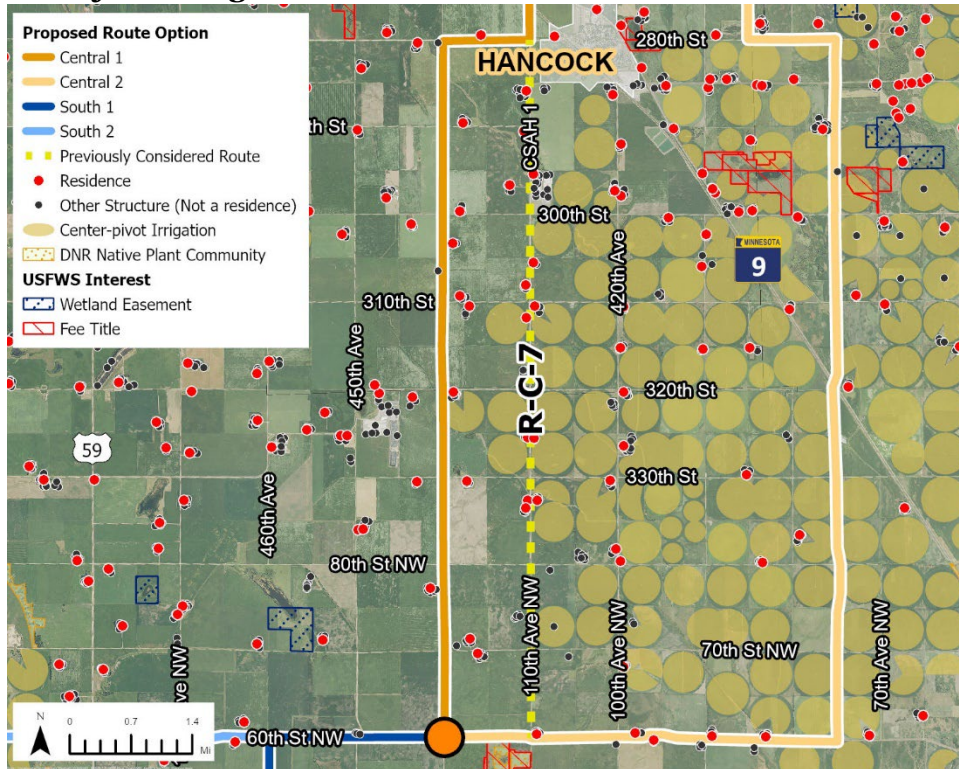 Proposed Route Option
Central 1
Central 2
South 1
South 2
Previously Considered Route
Residence
Other Structure (Not a residence)
Center-pivot Irrigation
DNR Native Plant Community
USFWS Interest
Wetland Easement
Fee Title
280th St
HANCOCK
CSAH 1
th St
300th St
MINNESOTA
9
420th Ave
310th St
450th Ave
R-C-7
320th St
59
330th St
460th Ave
80th St NW
110th Ave NW
100th Ave NW
70th St NW
70th Ave NW
Ave NW
60th St NW
N
0 0.7 1.4
Mi